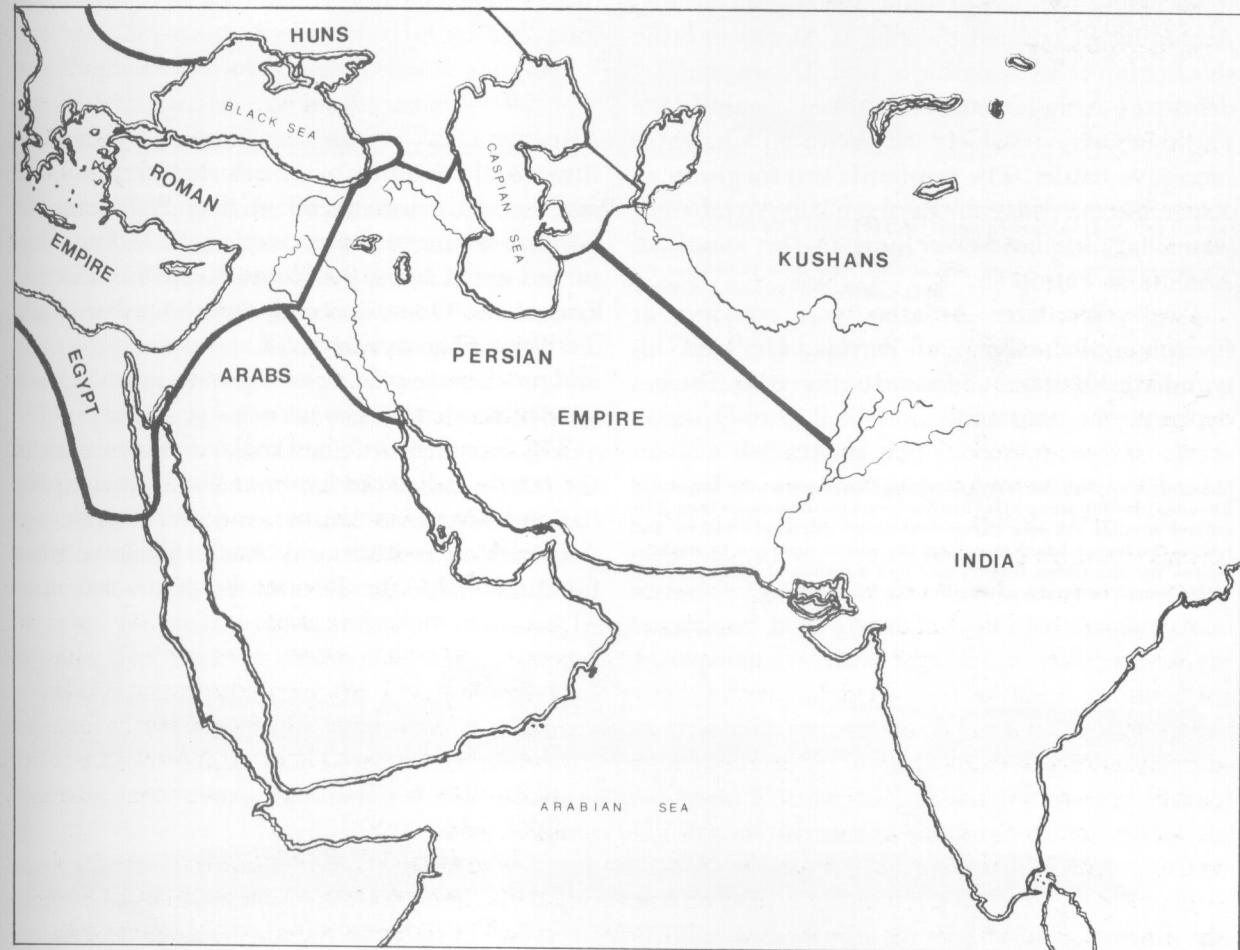 HUNS
BLACK SEA
CASPIAN
SEA
ROMAN
EMPIRE
KUSHANS
EGYPT
ARABS
PERSIAN
EMPIRE
INDIA
ARABIAN SEA